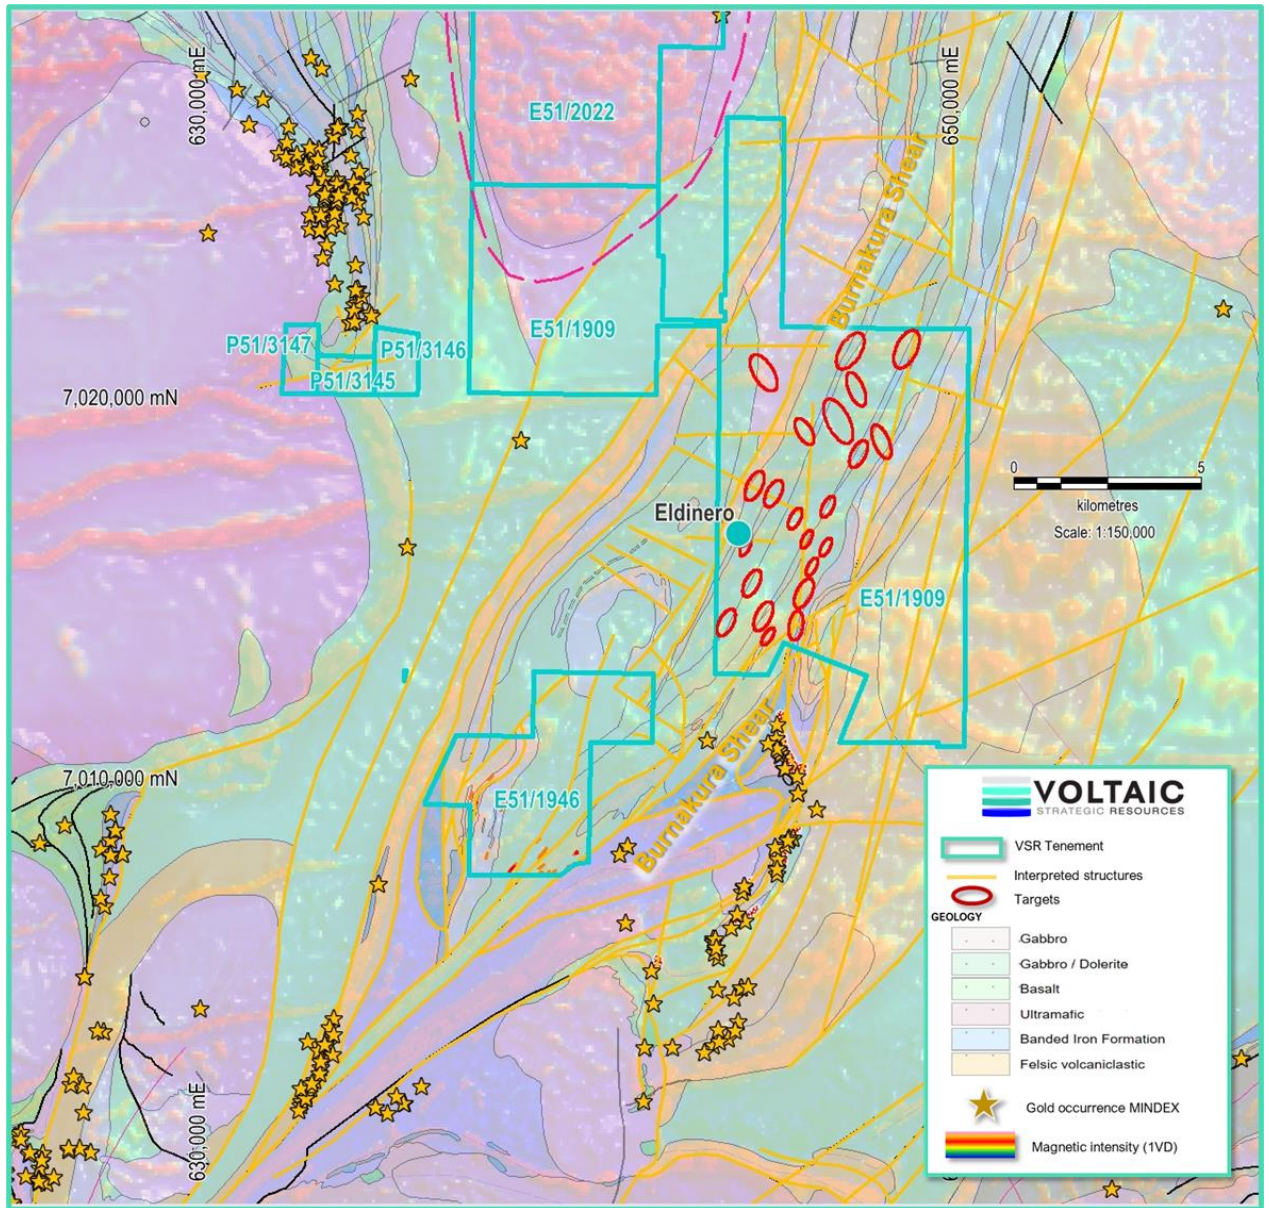 630,000 mE
650,000 mE
E51/2022
Burnakura Shear
E51/1909
P51/3147
P51/3146
P51/3145
7,020,000 mN
0 5
kilometres
Scale: 1:150,000
Eldinero
E51/1909
Burnakura Shear
7,010,000 mN
E51/1946
630,000 mE
VOLTAIC
STRATEGIC RESOURCES
VSR Tenement
Interpreted structures
Targets
GEOLOGY
Gabbro
Gabbro / Dolerite
Basalt
Ultramafic
Banded Iron Formation
Felsic volcaniclastic
Gold occurrence MINDEX
Magnetic intensity (1VD)